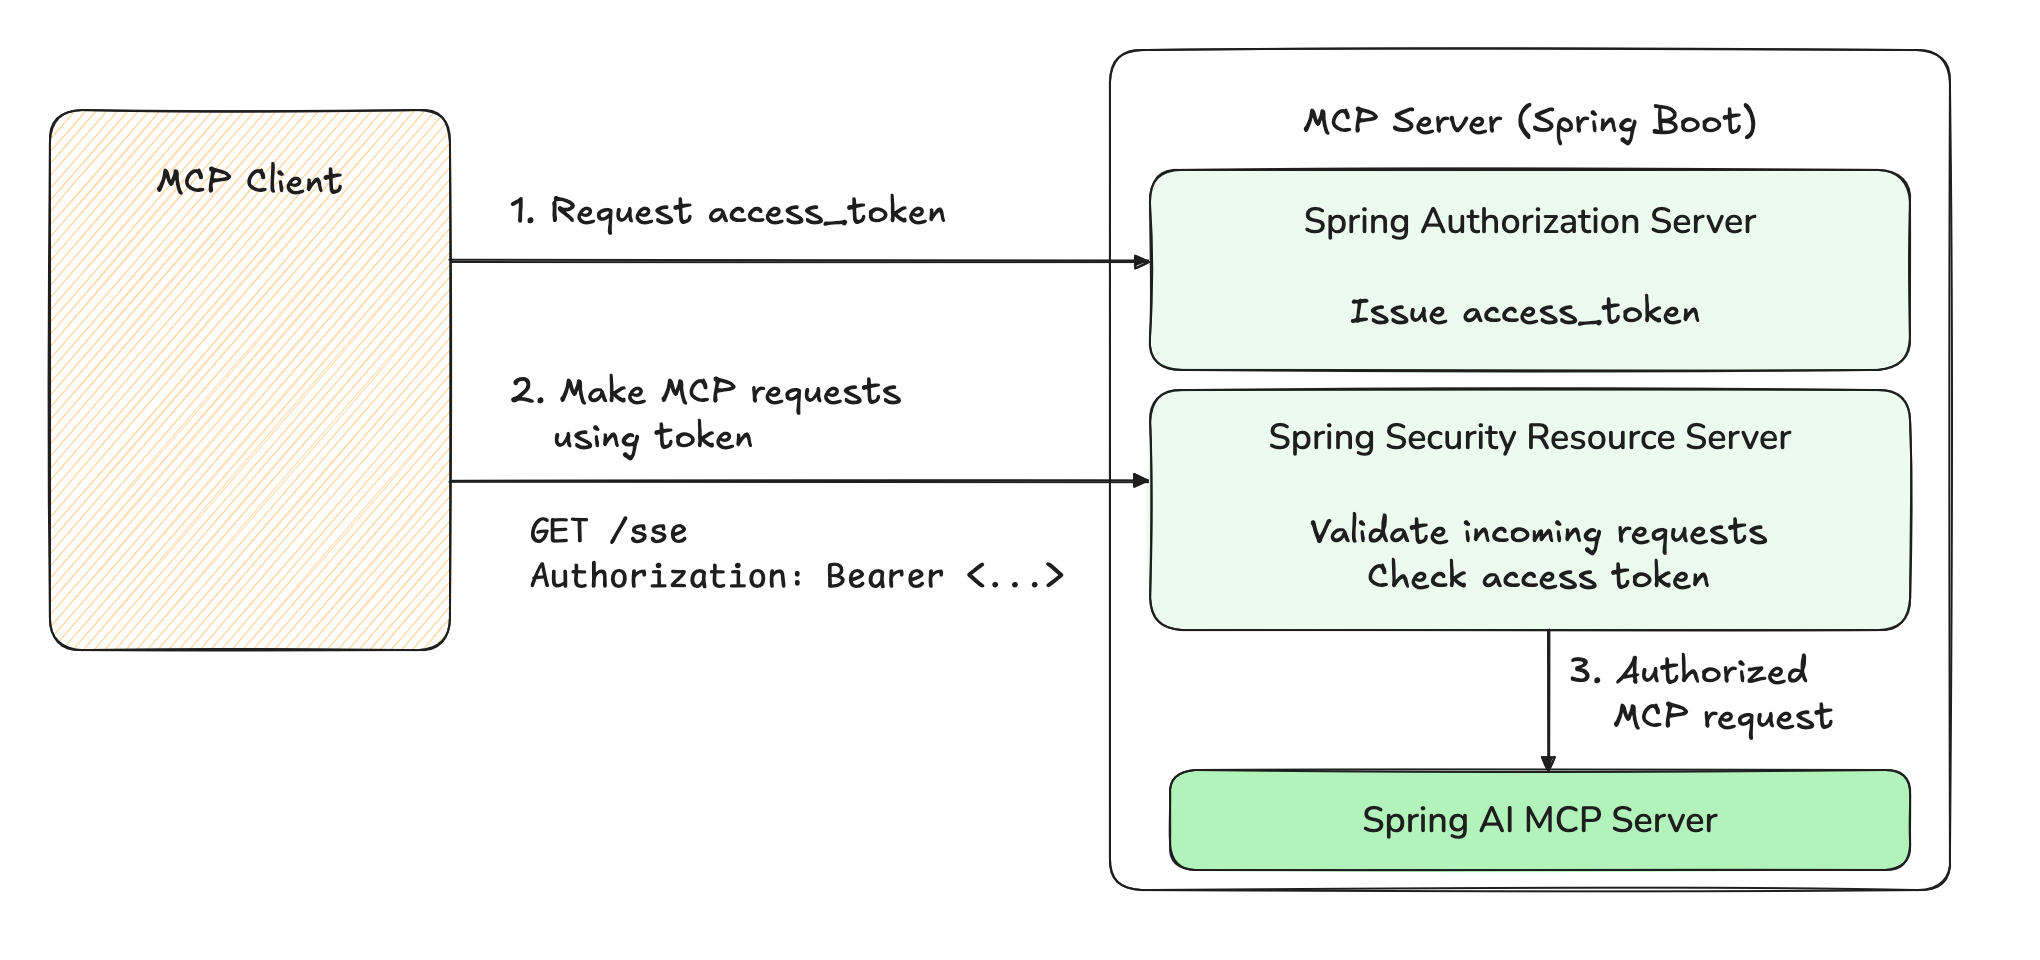 MCP Client
1. Request access_token
2. Make MCP requests
using token
GET /sse
Authorization: Bearer <...>
MCP Server (Spring Boot)
Spring Authorization Server
Issue access_token
Spring Security Resource Server
Validate incoming requests
Check access token
3. Authorized
MCP request
Spring AI MCP Server